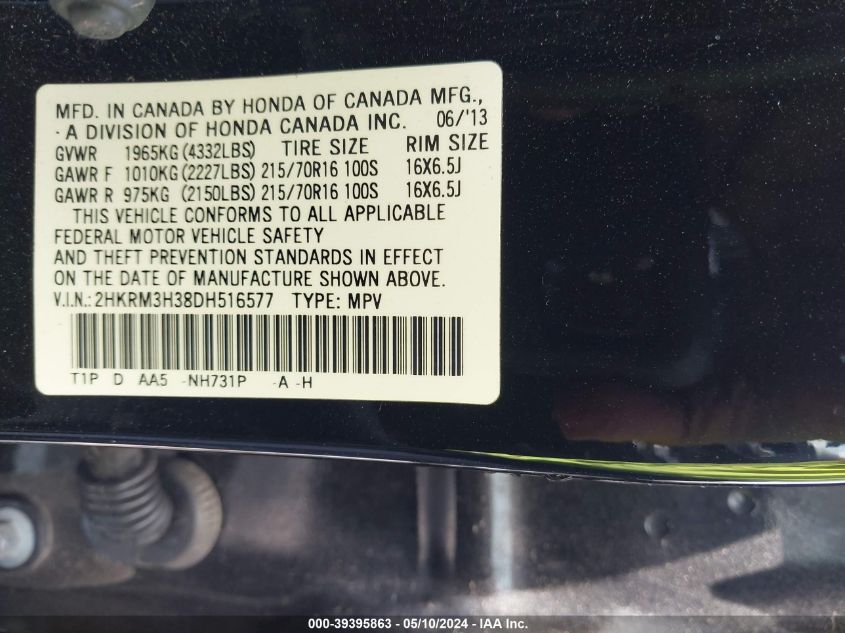 MFD. IN CANADA BY HONDA OF CANADA MFG.,
A DIVISION OF HONDA CANADA INC. 06/'13
GVWR 1965KG (4332LBS) TIRE SIZE RIM SIZE
GAWR F 1010KG (2227LBS) 215/70R16 100S 16X6.5J
GAWR R 975KG (2150LBS) 215/70R16 100S 16X6.5J
THIS VEHICLE CONFORMS TO ALL APPLICABLE
FEDERAL MOTOR VEHICLE SAFETY
AND THEFT PREVENTION STANDARDS IN EFFECT
ON THE DATE OF MANUFACTURE SHOWN ABOVE.
V.I.N.: 2HKRM3H38DH516577 TYPE: MPV
T1P D AA5 -NH731P -A -H
000-39395863 - 05/10/2024 - IAA Inc.